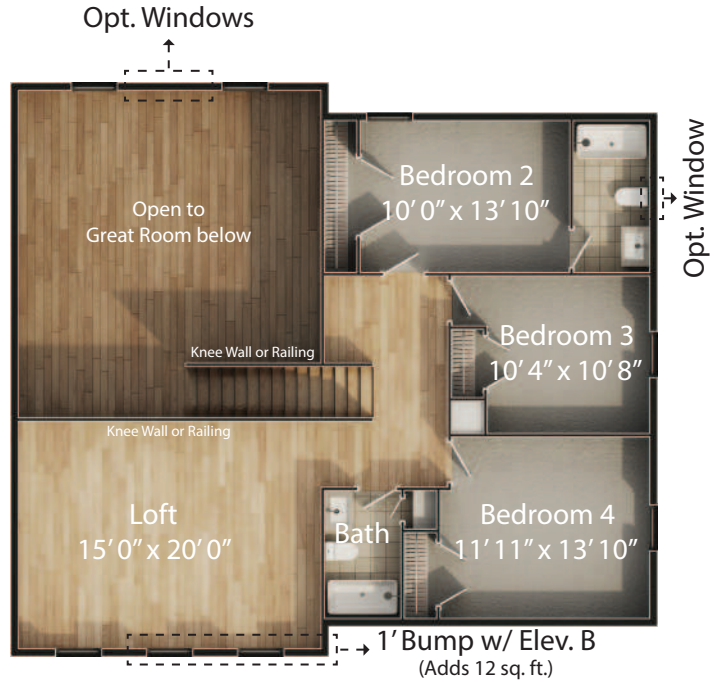 Opt. Windows
Open to
Great Room below
Bedroom 2
10’ 0” x 13’ 10”
Opt. Window
Knee Wall or Railing
Bedroom 3
10’ 4” x 10’ 8”
Knee Wall or Railing
Loft
15’ 0” x 20’ 0”
Bath
Bedroom 4
11’ 11” x 13’ 10”
1’ Bump w/ Elev. B
(Adds 12 sq. ft.)